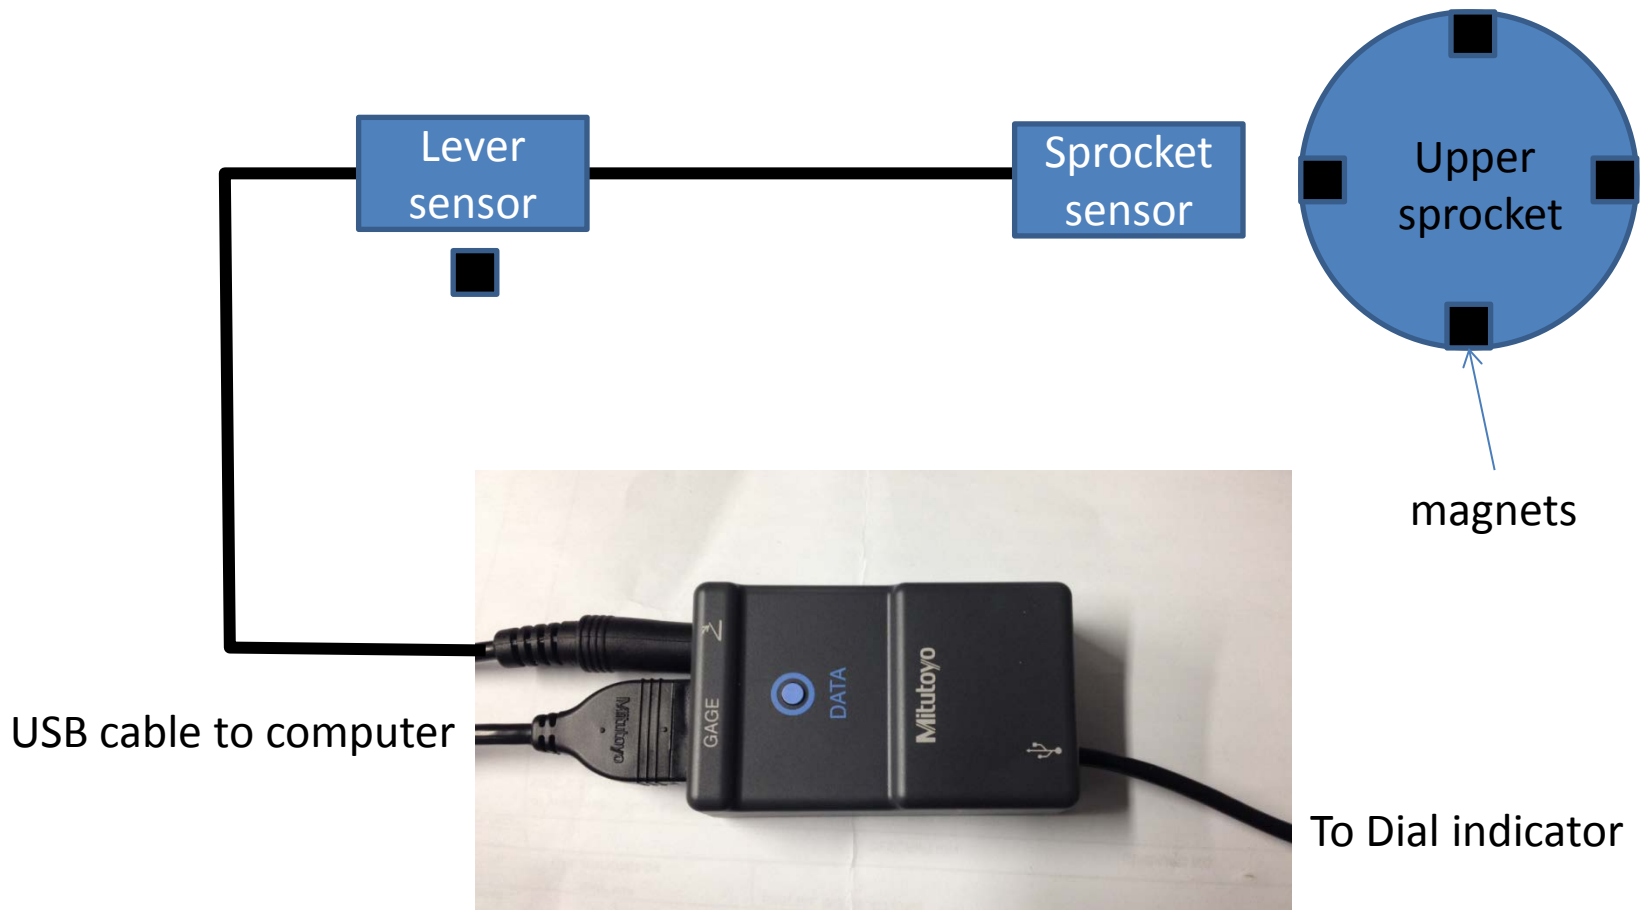 Lever
sensor
Sprocket
sensor
Upper
sprocket
magnets
USB cable to computer
GAGE
DATA
Mitutoyo
Mitutoyo
To Dial indicator